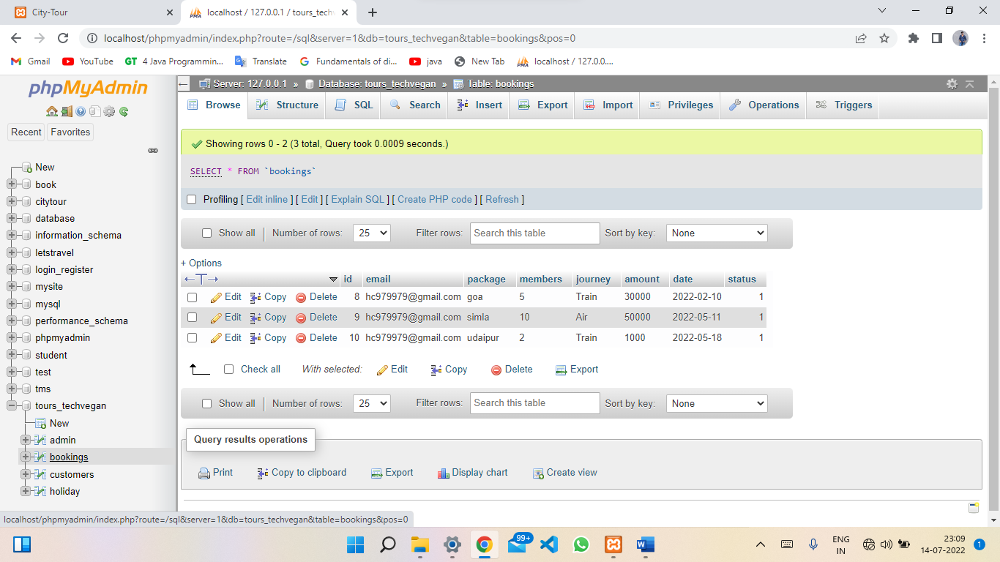 City-Tour
localhost / 127.0.0.1 / tours_techv
localhost/phpmyadmin/index.php?route=/sql&server=1&db=tours_techvegan&table=bookings&pos=0
Gmail YouTube GT 4 Java Programmin... Translate Fundamentals of di... java New Tab localhost / 127.0.0....
phpMyAdmin
Recent Favorites
New
book
citytour
database
information_schema
letstravel
login_register
mysite
mysql
performance_schema
phpmyadmin
student
test
tms
tours_techvegan
New
admin
bookings
customers
holiday
Server: 127.0.0.1 » Database: tours_techvegan » Table: bookings
Browse Structure SQL Search Insert Export Import Privileges Operations Triggers
Showing rows 0 - 2 (3 total, Query took 0.0009 seconds.)
SELECT * FROM `bookings`
Profiling [ Edit inline ] [ Edit ] [ Explain SQL ] [ Create PHP code ] [ Refresh ]
Show all | Number of rows: 25 Filter rows: Search this table Sort by key: None
+ Options
←T→ id email package members journey amount date status
Edit Copy Delete 8 hc979979@gmail.com goa 5 Train 30000 2022-02-10 1
Edit Copy Delete 9 hc979979@gmail.com simla 10 Air 50000 2022-05-11 1
Edit Copy Delete 10 hc979979@gmail.com udaipur 2 Train 1000 2022-05-18 1
Check all With selected: Edit Copy Delete Export
Show all | Number of rows: 25 Filter rows: Search this table Sort by key: None
Query results operations
Print Copy to clipboard Export Display chart Create view
localhost/phpmyadmin/index.php?route=/sql&server=1&db=tours_techvegan&table=bookings&pos=0
99+
ENG
IN
23:09
14-07-2022
1